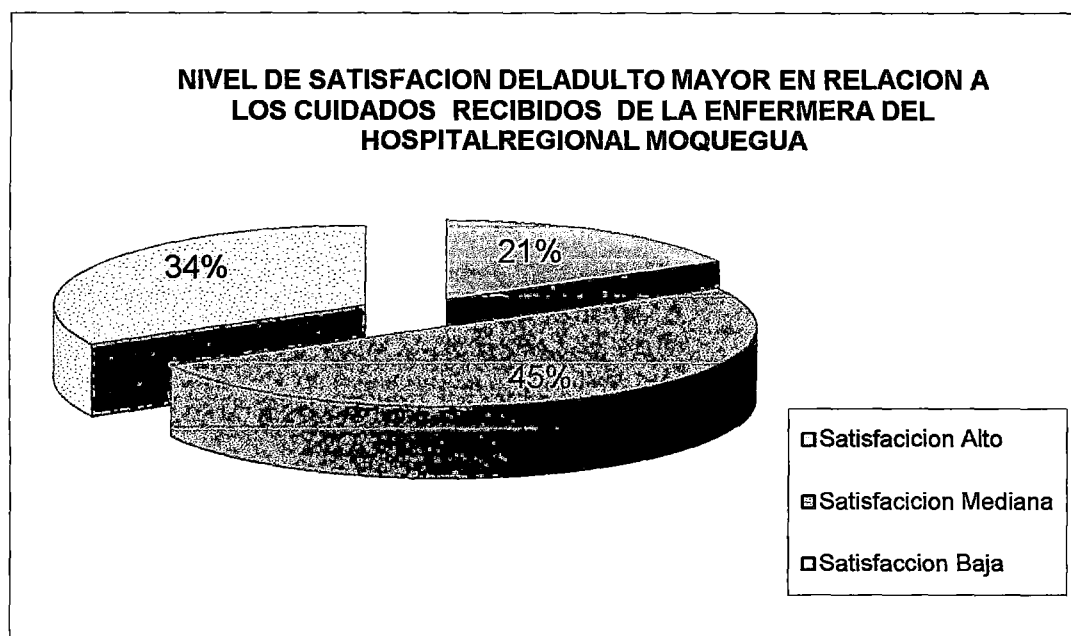 NIVEL DE SATISFACION DELADULTO MAYOR EN RELACION A
LOS CUIDADOS RECIBIDOS DE LA ENFERMERA DEL
HOSPITALREGIONAL MOQUEGUA
34%
21%
45%
Satisfacicion Alto
Satisfacicion Mediana
Satisfaccion Baja